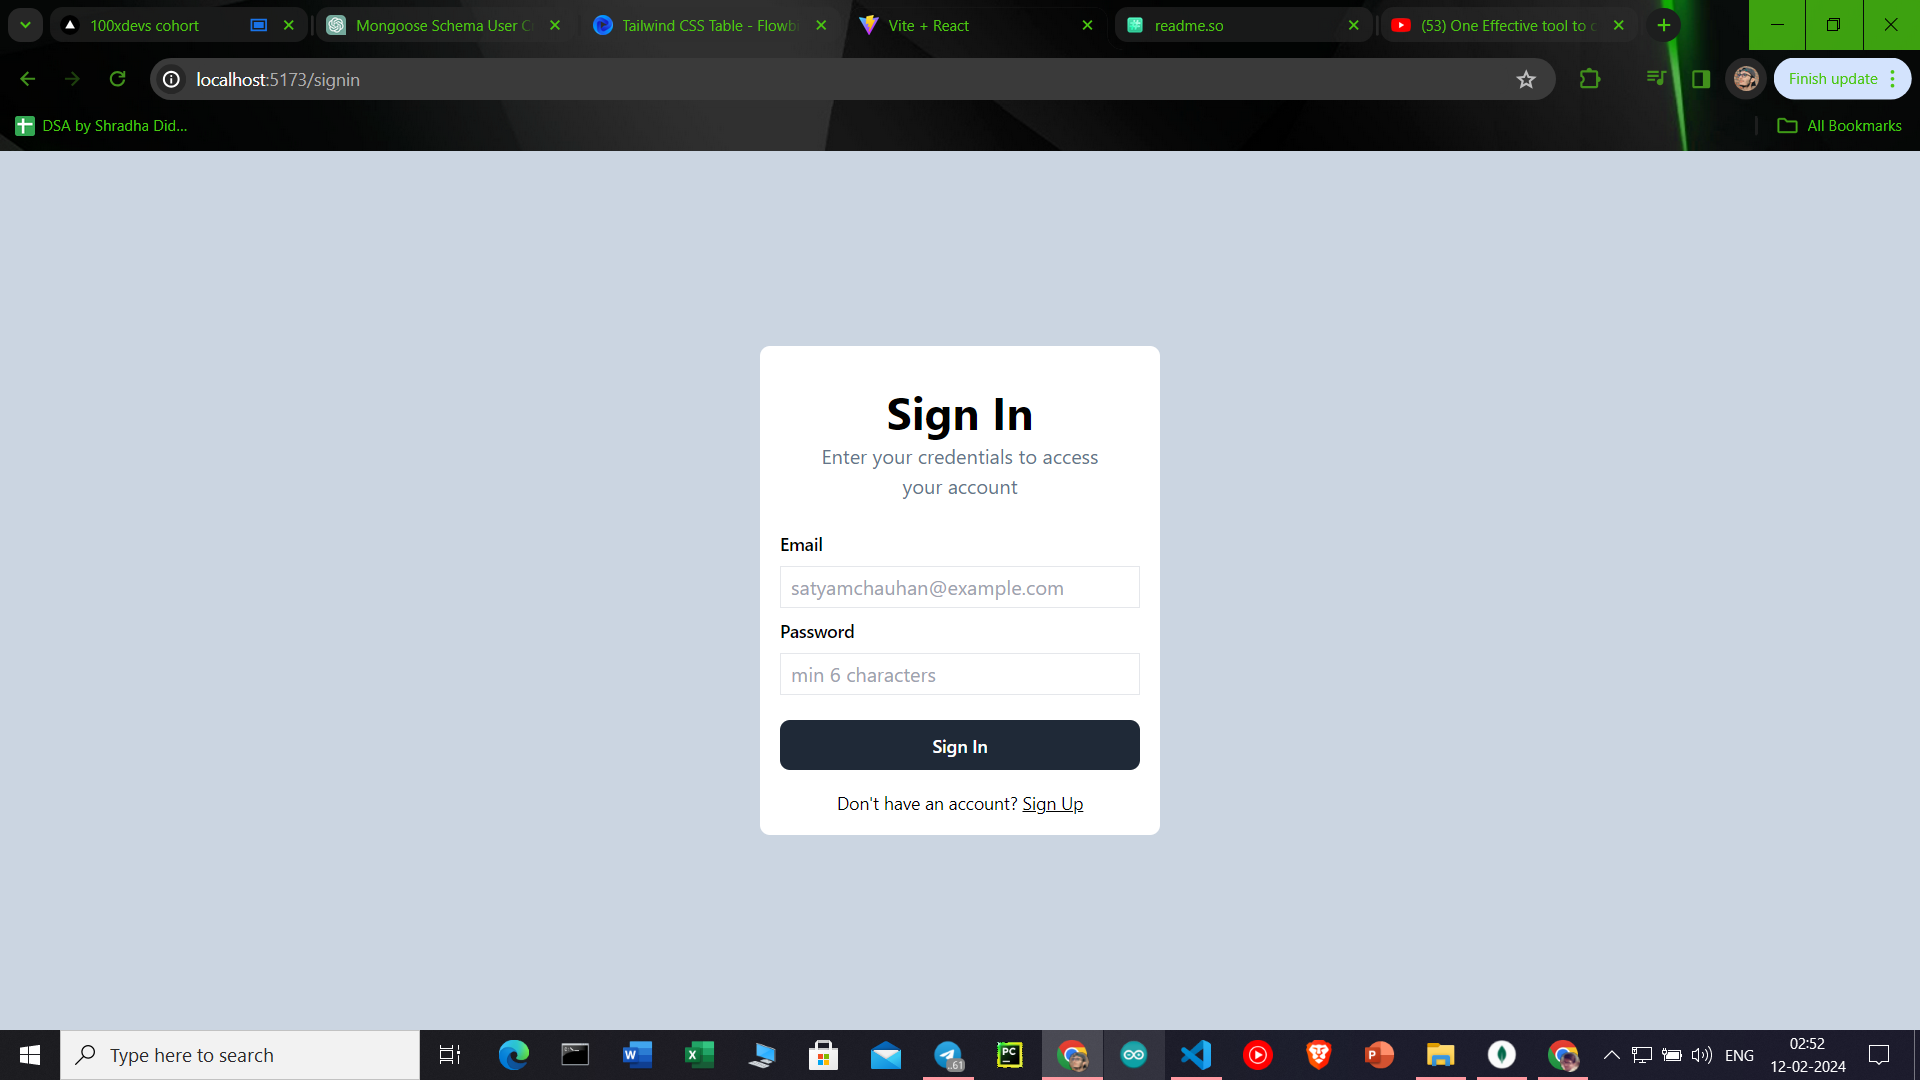 100xdevs cohort
Mongoose Schema User C
Tailwind CSS Table - Flowb
Vite + React
readme.so
(53) One Effective tool to c
localhost:5173/signin
Finish update
DSA by Shradha Did...
All Bookmarks
Sign In
Enter your credentials to access
your account
Email
satyamchauhan@example.com
Password
min 6 characters
Sign In
Don't have an account? Sign Up
Type here to search
61
PC
ENG
02:52
12-02-2024